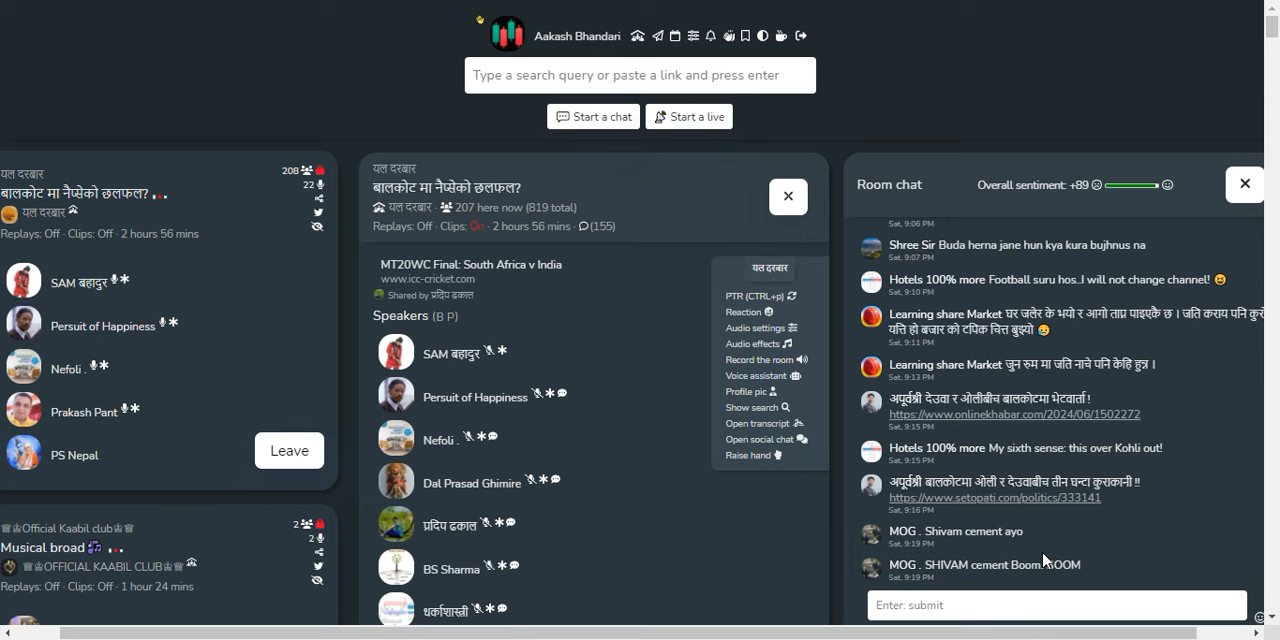 Aakash Bhandari
Type a search query or paste a link and press enter
Start a chat
Start a live
यल दरबार
208
बालकोट मा नैप्सेको छलफल?
22
यल दरबार
Replays: Off · Clips: Off · 2 hours 56 mins
SAM बहादुर
Persuit of Happiness
Nefoli .
Prakash Pant
PS Nepal
Leave
♕♔Official Kaabil club♔♕
2
Musical broad
2
♕♔OFFICIAL KAABIL CLUB♔♕
Replays: Off · Clips: Off · 1 hour 24 mins
यल दरबार
बालकोट मा नैप्सेको छलफल?
यल दरबार · 207 here now (819 total)
Replays: Off · Clips: On · 2 hours 56 mins · (155)
MT20WC Final: South Africa v India
www.icc-cricket.com
Shared by प्रदिप ढकाल
Speakers (B P)
SAM बहादुर
Persuit of Happiness
Nefoli .
Dal Prasad Ghimire
प्रदिप ढकाल
BS Sharma
धर्काशास्त्री
यल दरबार
PTR (CTRL+p)
Reaction
Audio settings
Audio effects
Record the room
Voice assistant
Profile pic
Show search
Open transcript
Open social chat
Raise hand
Room chat
Overall sentiment: +89
Sat, 9:06 PM
Shree Sir Buda herna jane hun kya kura bujhnus na
Sat, 9:07 PM
Hotels 100% more Football suru hos..I will not change channel! 😆
Sat, 9:10 PM
Learning share Market घर जलेर के भयो र आगो ताप्न पाइएकै छ । जति कराय पनि
यत्ति हो बजार को टपिक चित्त बुझ्यो 😥
Sat, 9:11 PM
Learning share Market जुन रुम मा जति नाचे पनि केहि हुन्न ।
Sat, 9:13 PM
अपूर्वश्री देउवा र ओलीबीच बालकोटमा भेटवार्ता !
https://www.onlinekhabar.com/2024/06/1502272
Sat, 9:15 PM
Hotels 100% more My sixth sense: this over Kohli out!
Sat, 9:15 PM
अपूर्वश्री बालकोटमा ओली र देउवाबीच तीन घन्टा कुराकानी !!
https://www.setopati.com/politics/333141
Sat, 9:16 PM
MOG . Shivam cement ayo
Sat, 9:19 PM
MOG . SHIVAM cement Boom. BOOM
Sat, 9:19 PM
Enter: submit